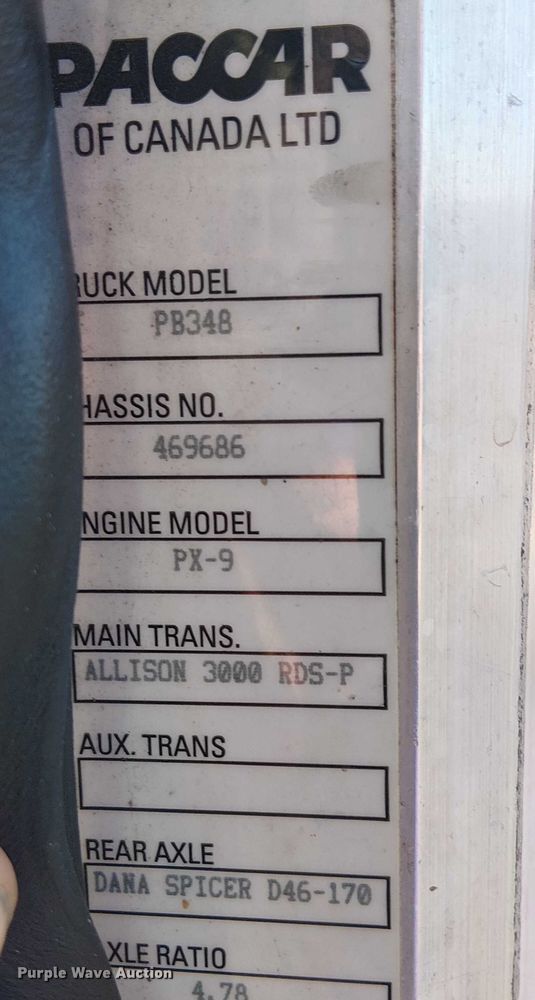 PACCAR
OF CANADA LTD
RUCK MODEL
PB348
HASSIS NO.
469686
NGINE MODEL
PX-9
MAIN TRANS.
ALLISON 3000 RDS-P
AUX. TRANS
REAR AXLE
DANA SPICER D46-170
XLE RATIO
4.78
Purple Wave Auction